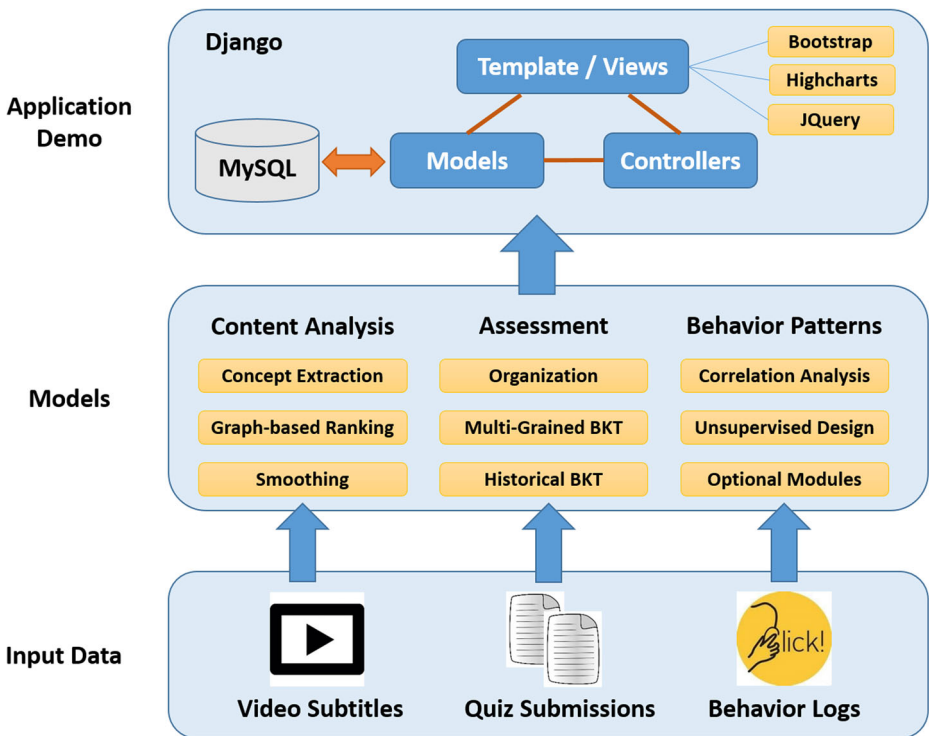 Django
Template / Views
Bootstrap
Highcharts
JQuery
Application
Demo
MySQL
Models
Controllers
Models
Content Analysis
Assessment
Behavior Patterns
Concept Extraction
Organization
Correlation Analysis
Graph-based Ranking
Multi-Grained BKT
Unsupervised Design
Smoothing
Historical BKT
Optional Modules
Input Data
lick!
Video Subtitles
Quiz Submissions
Behavior Logs